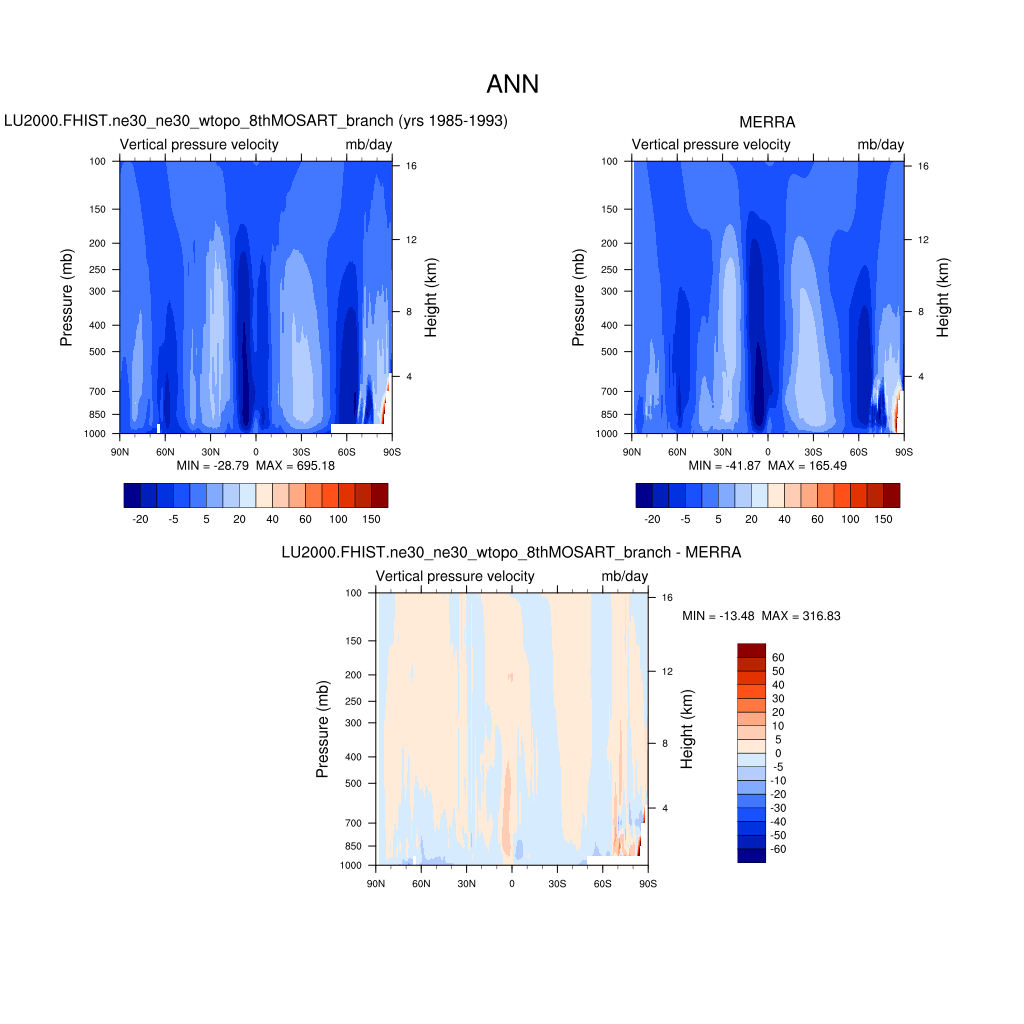 ANN
LU2000.FHIST.ne30_ne30_wtopo_8thMOSART_branch (yrs 1985-1993)
Vertical pressure velocity mb/day
100
150
200
250
300
400
500
700
850
1000
Pressure (mb)
16
12
8
4
Height (km)
90N 60N 30N 0 30S 60S 90S
MIN = -28.79 MAX = 695.18
-20 -5 5 20 40 60 100 150
MERRA
Vertical pressure velocity mb/day
100
150
200
250
300
400
500
700
850
1000
Pressure (mb)
16
12
8
4
Height (km)
90N 60N 30N 0 30S 60S 90S
MIN = -41.87 MAX = 165.49
-20 -5 5 20 40 60 100 150
LU2000.FHIST.ne30_ne30_wtopo_8thMOSART_branch - MERRA
Vertical pressure velocity mb/day
100
150
200
250
300
400
500
700
850
1000
Pressure (mb)
16
12
8
4
Height (km)
90N 60N 30N 0 30S 60S 90S
MIN = -13.48 MAX = 316.83
60
50
40
30
20
10
5
0
-5
-10
-20
-30
-40
-50
-60